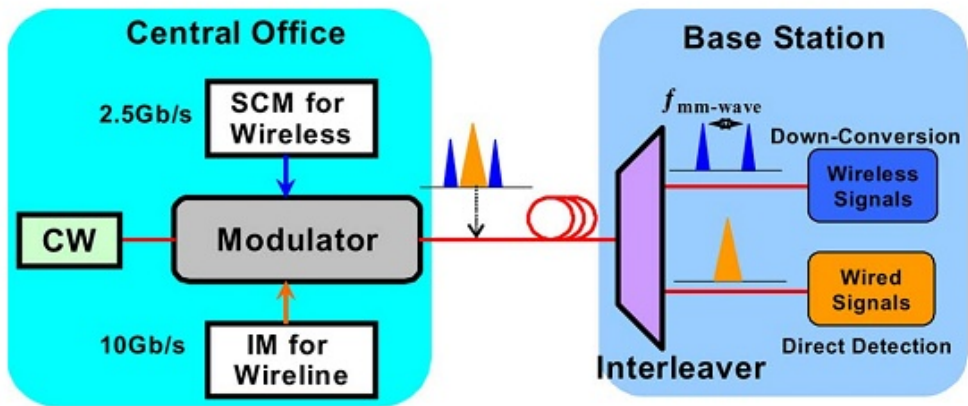 Central Office
2.5Gb/s
SCM for
Wireless
CW
Modulator
10Gb/s
IM for
Wireline
Base Station
f mm-wave
Down-Conversion
Wireless
Signals
Wired
Signals
Direct Detection
Interleaver